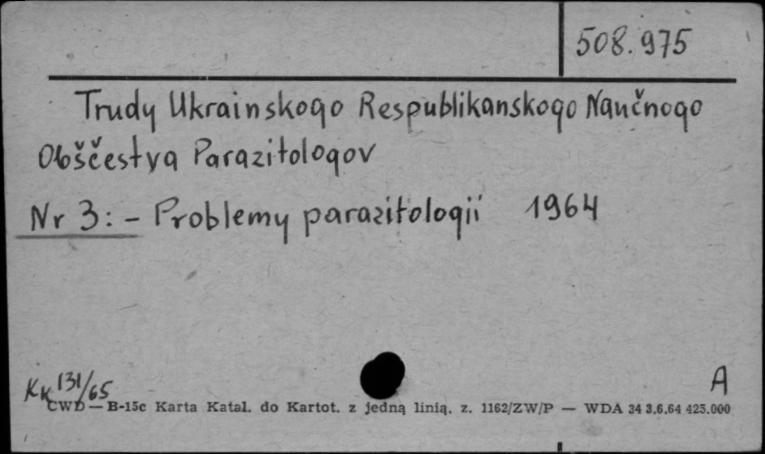 508.975
Trudy Ukrainskogo Respublikanskogo Naučnogo
Obščestva Parazitologov
Nr 3: - Problemy parazitologii 1964
KK 131/65
A
CWD — B-15c Karta Katal. do Kartot. z jedną linią. z. 1162/ZW/P — WDA 34 3.6.64 425.000